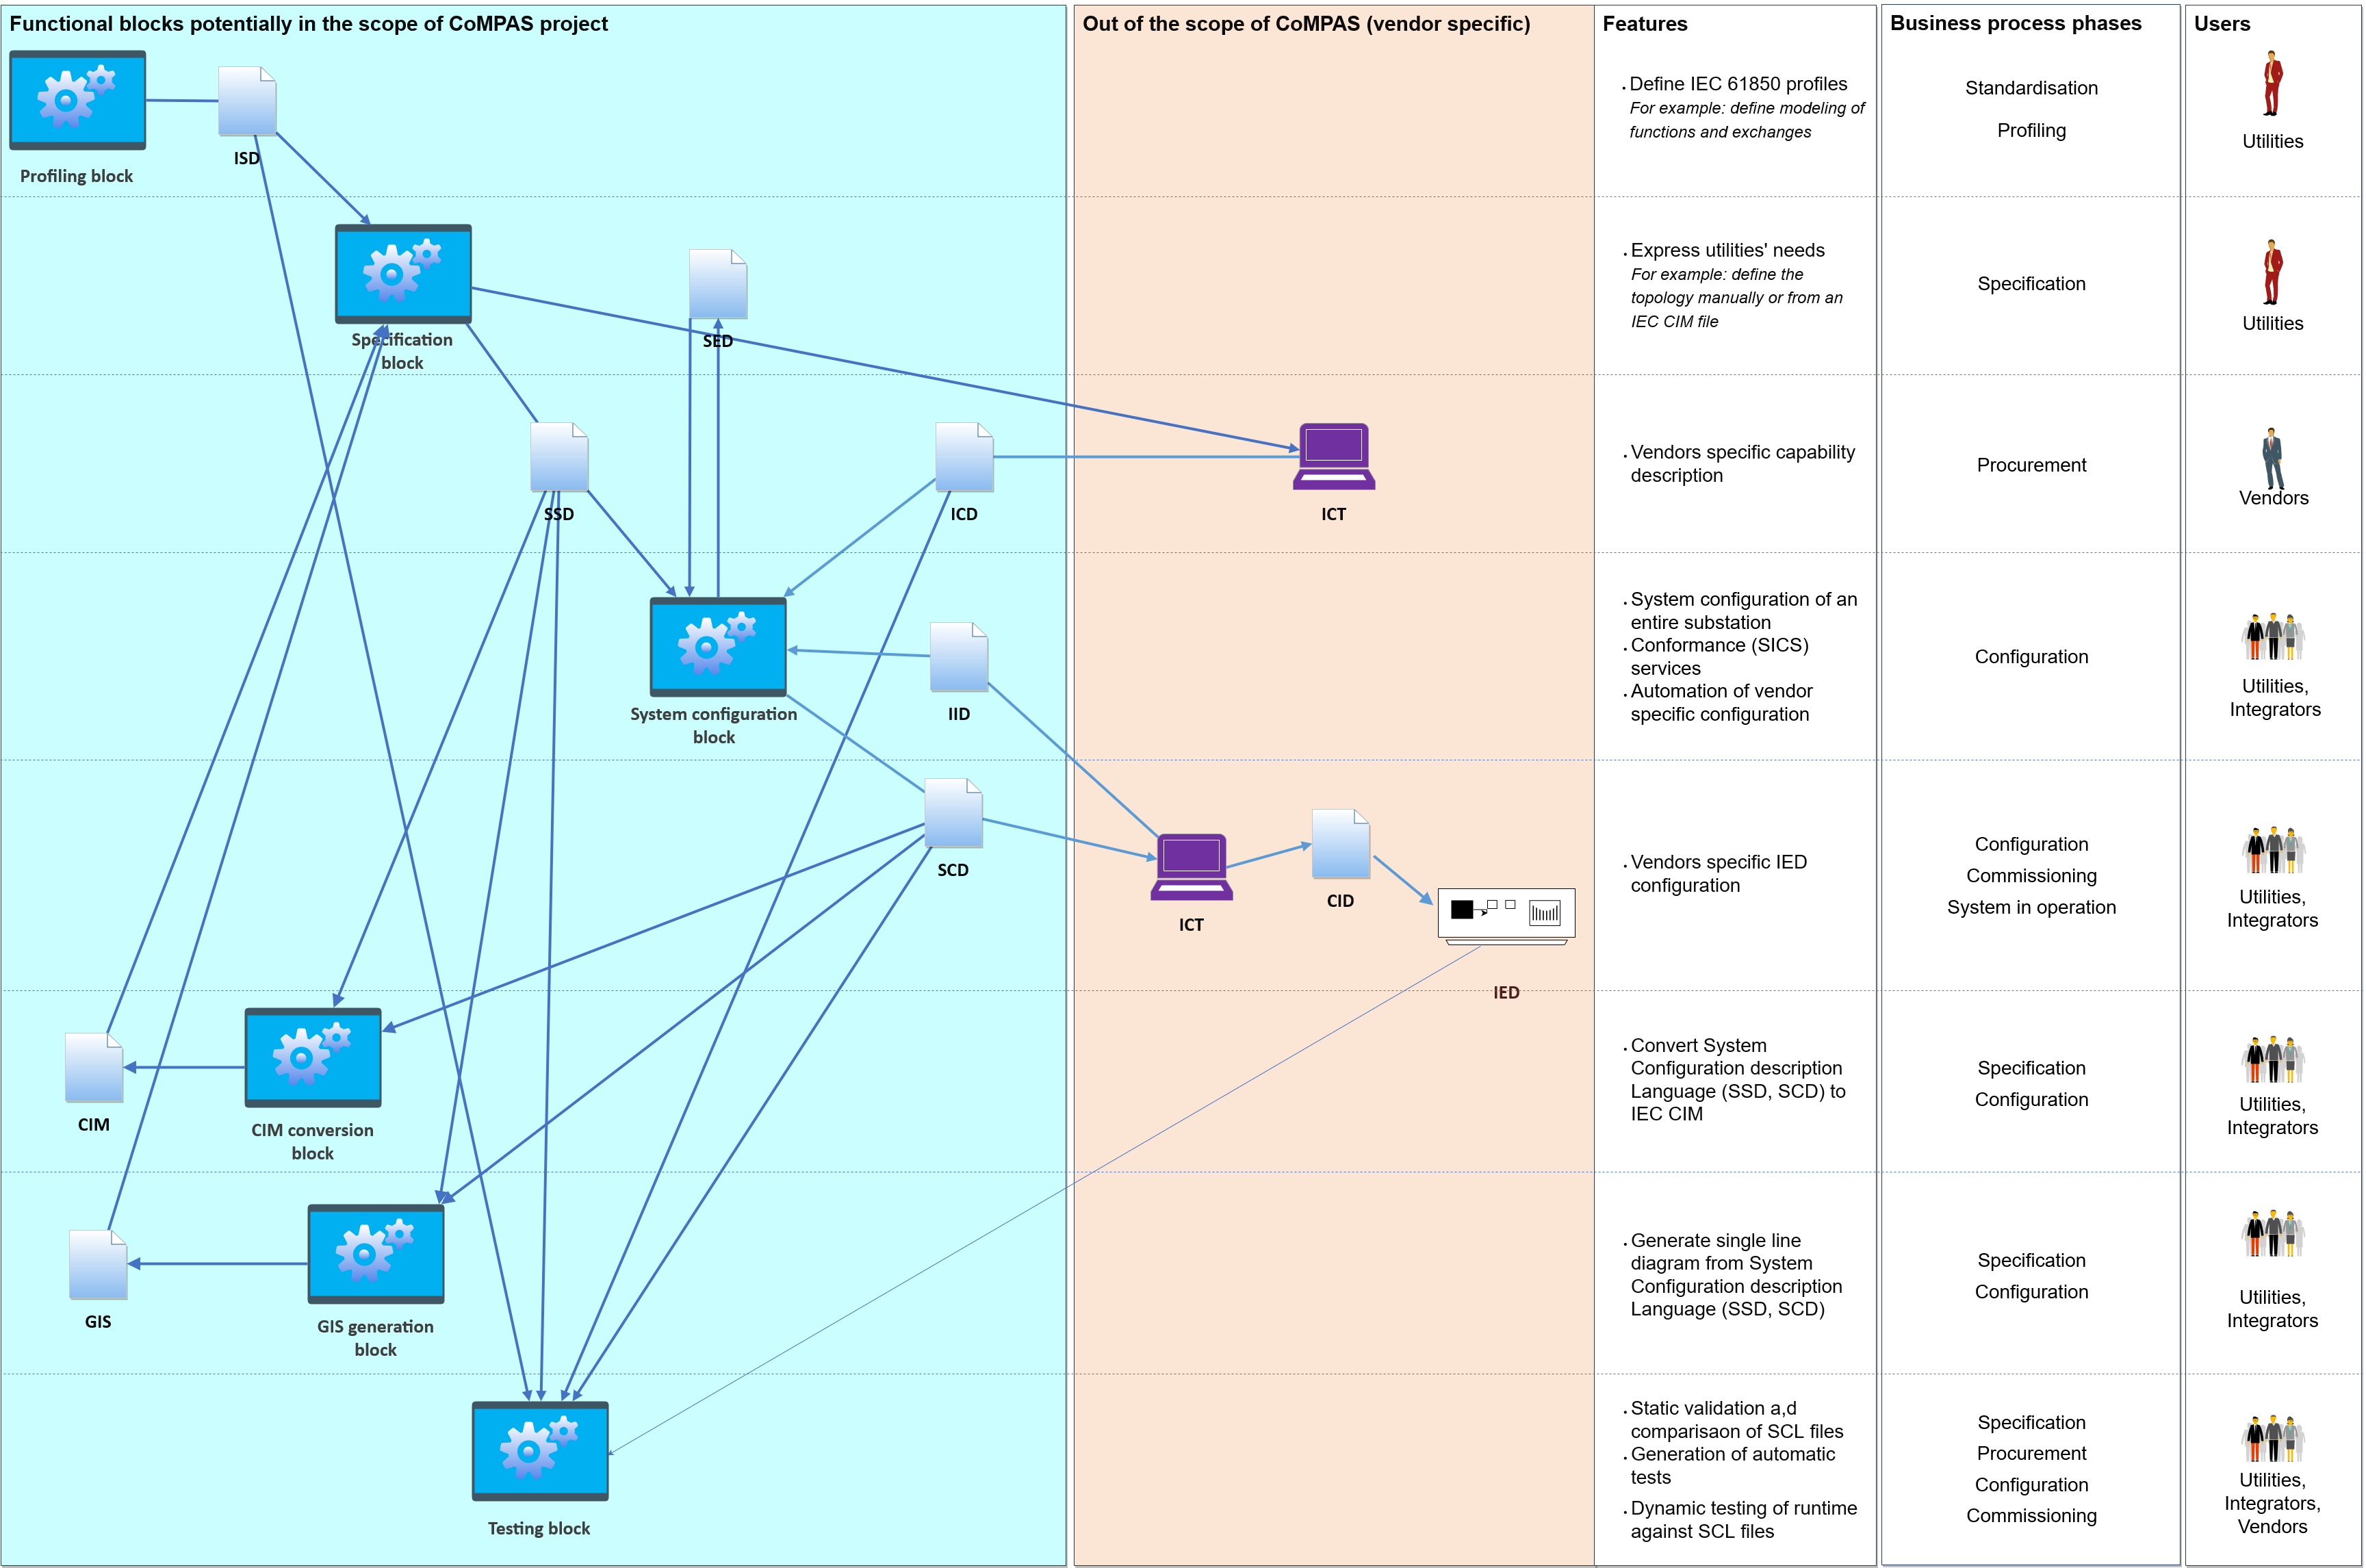 Functional blocks potentially in the scope of CoMPAS project
Out of the scope of CoMPAS (vendor specific)
Features
Business process phases
Users
Profiling block
ISD
. Define IEC 61850 profiles
For example: define modeling of
functions and exchanges
Standardisation
Profiling
Utilities
Specification
block
SED
. Express utilities' needs
For example: define the
topology manually or from an
IEC CIM file
Specification
Utilities
SSD
ICD
ICT
. Vendors specific capability
description
Procurement
Vendors
System configuration
block
IID
. System configuration of an
entire substation
. Conformance (SICS)
services
. Automation of vendor
specific configuration
Configuration
Utilities,
Integrators
SCD
ICT
CID
IED
. Vendors specific IED
configuration
Configuration
Commissioning
System in operation
Utilities,
Integrators
CIM
CIM conversion
block
. Convert System
Configuration description
Language (SSD, SCD) to
IEC CIM
Specification
Configuration
Utilities,
Integrators
GIS
GIS generation
block
. Generate single line
diagram from System
Configuration description
Language (SSD, SCD)
Specification
Configuration
Utilities,
Integrators
Testing block
. Static validation a,d
comparisaon of SCL files
. Generation of automatic
tests
. Dynamic testing of runtime
against SCL files
Specification
Procurement
Configuration
Commissioning
Utilities,
Integrators,
Vendors